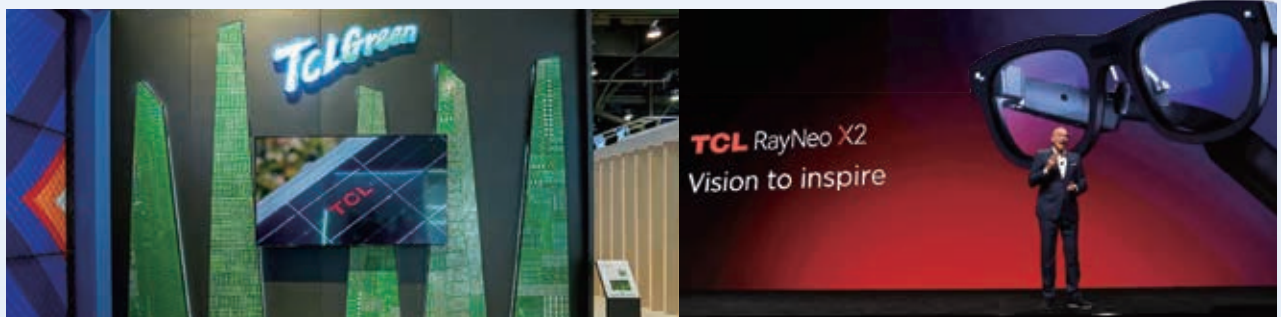 TCLGreen
TCL
TCL RayNeo X2
Vision to inspire